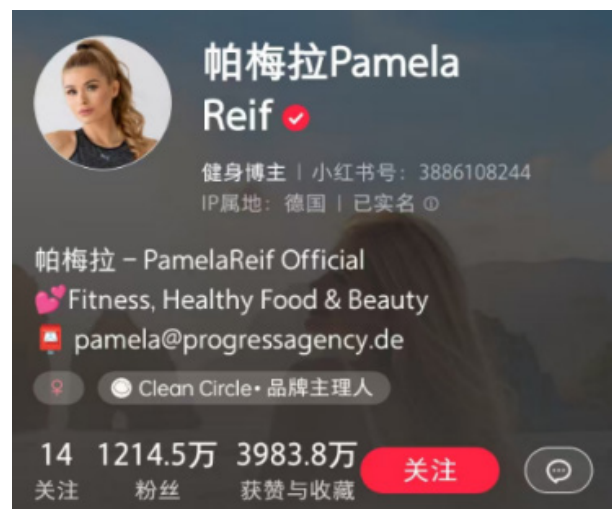 帕梅拉Pamela
Reif
健身博主 | 小红书号：3886108244
IP属地：德国 | 已实名
帕梅拉 – PamelaReif Official
💕Fitness, Healthy Food & Beauty
📮 pamela@progressagency.de
♀ Clean Circle• 品牌主理人
14 1214.5万 3983.8万
关注 粉丝 获赞与收藏
关注